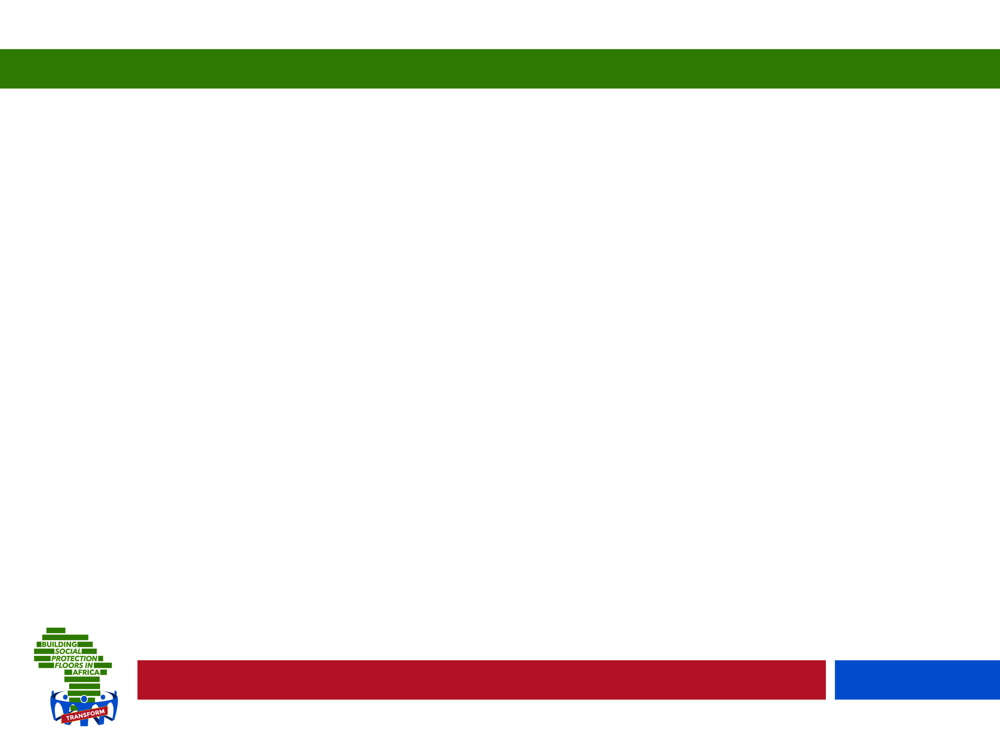 BUILDING
SOCIAL
PROTECTION
FLOORS IN
AFRICA
TRANSFORM